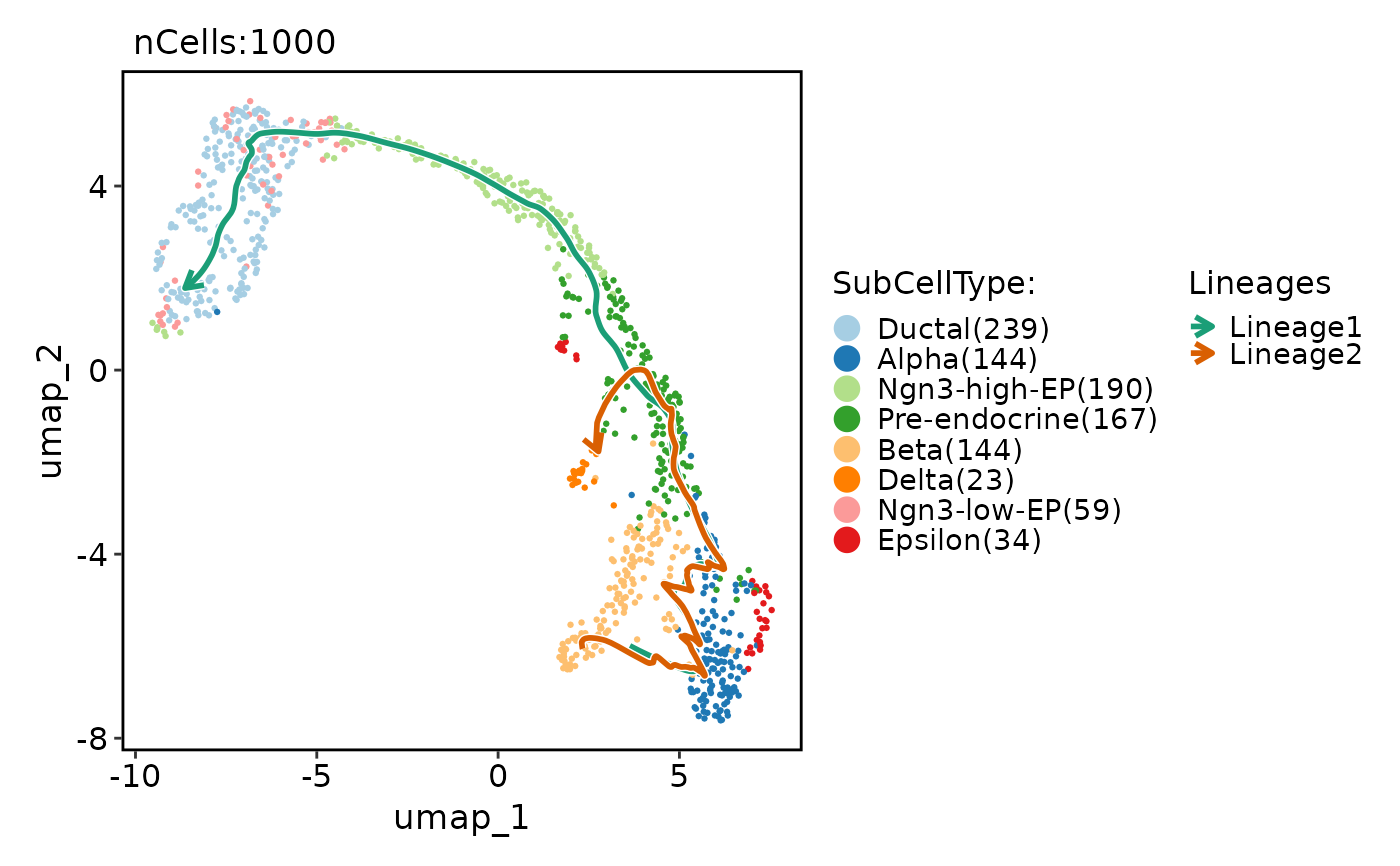 nCells:1000
umap_2
4
0
-4
-8
-10
-5
0
5
umap_1
SubCellType:
Ductal(239)
Alpha(144)
Ngn3-high-EP(190)
Pre-endocrine(167)
Beta(144)
Delta(23)
Ngn3-low-EP(59)
Epsilon(34)
Lineages
Lineage1
Lineage2